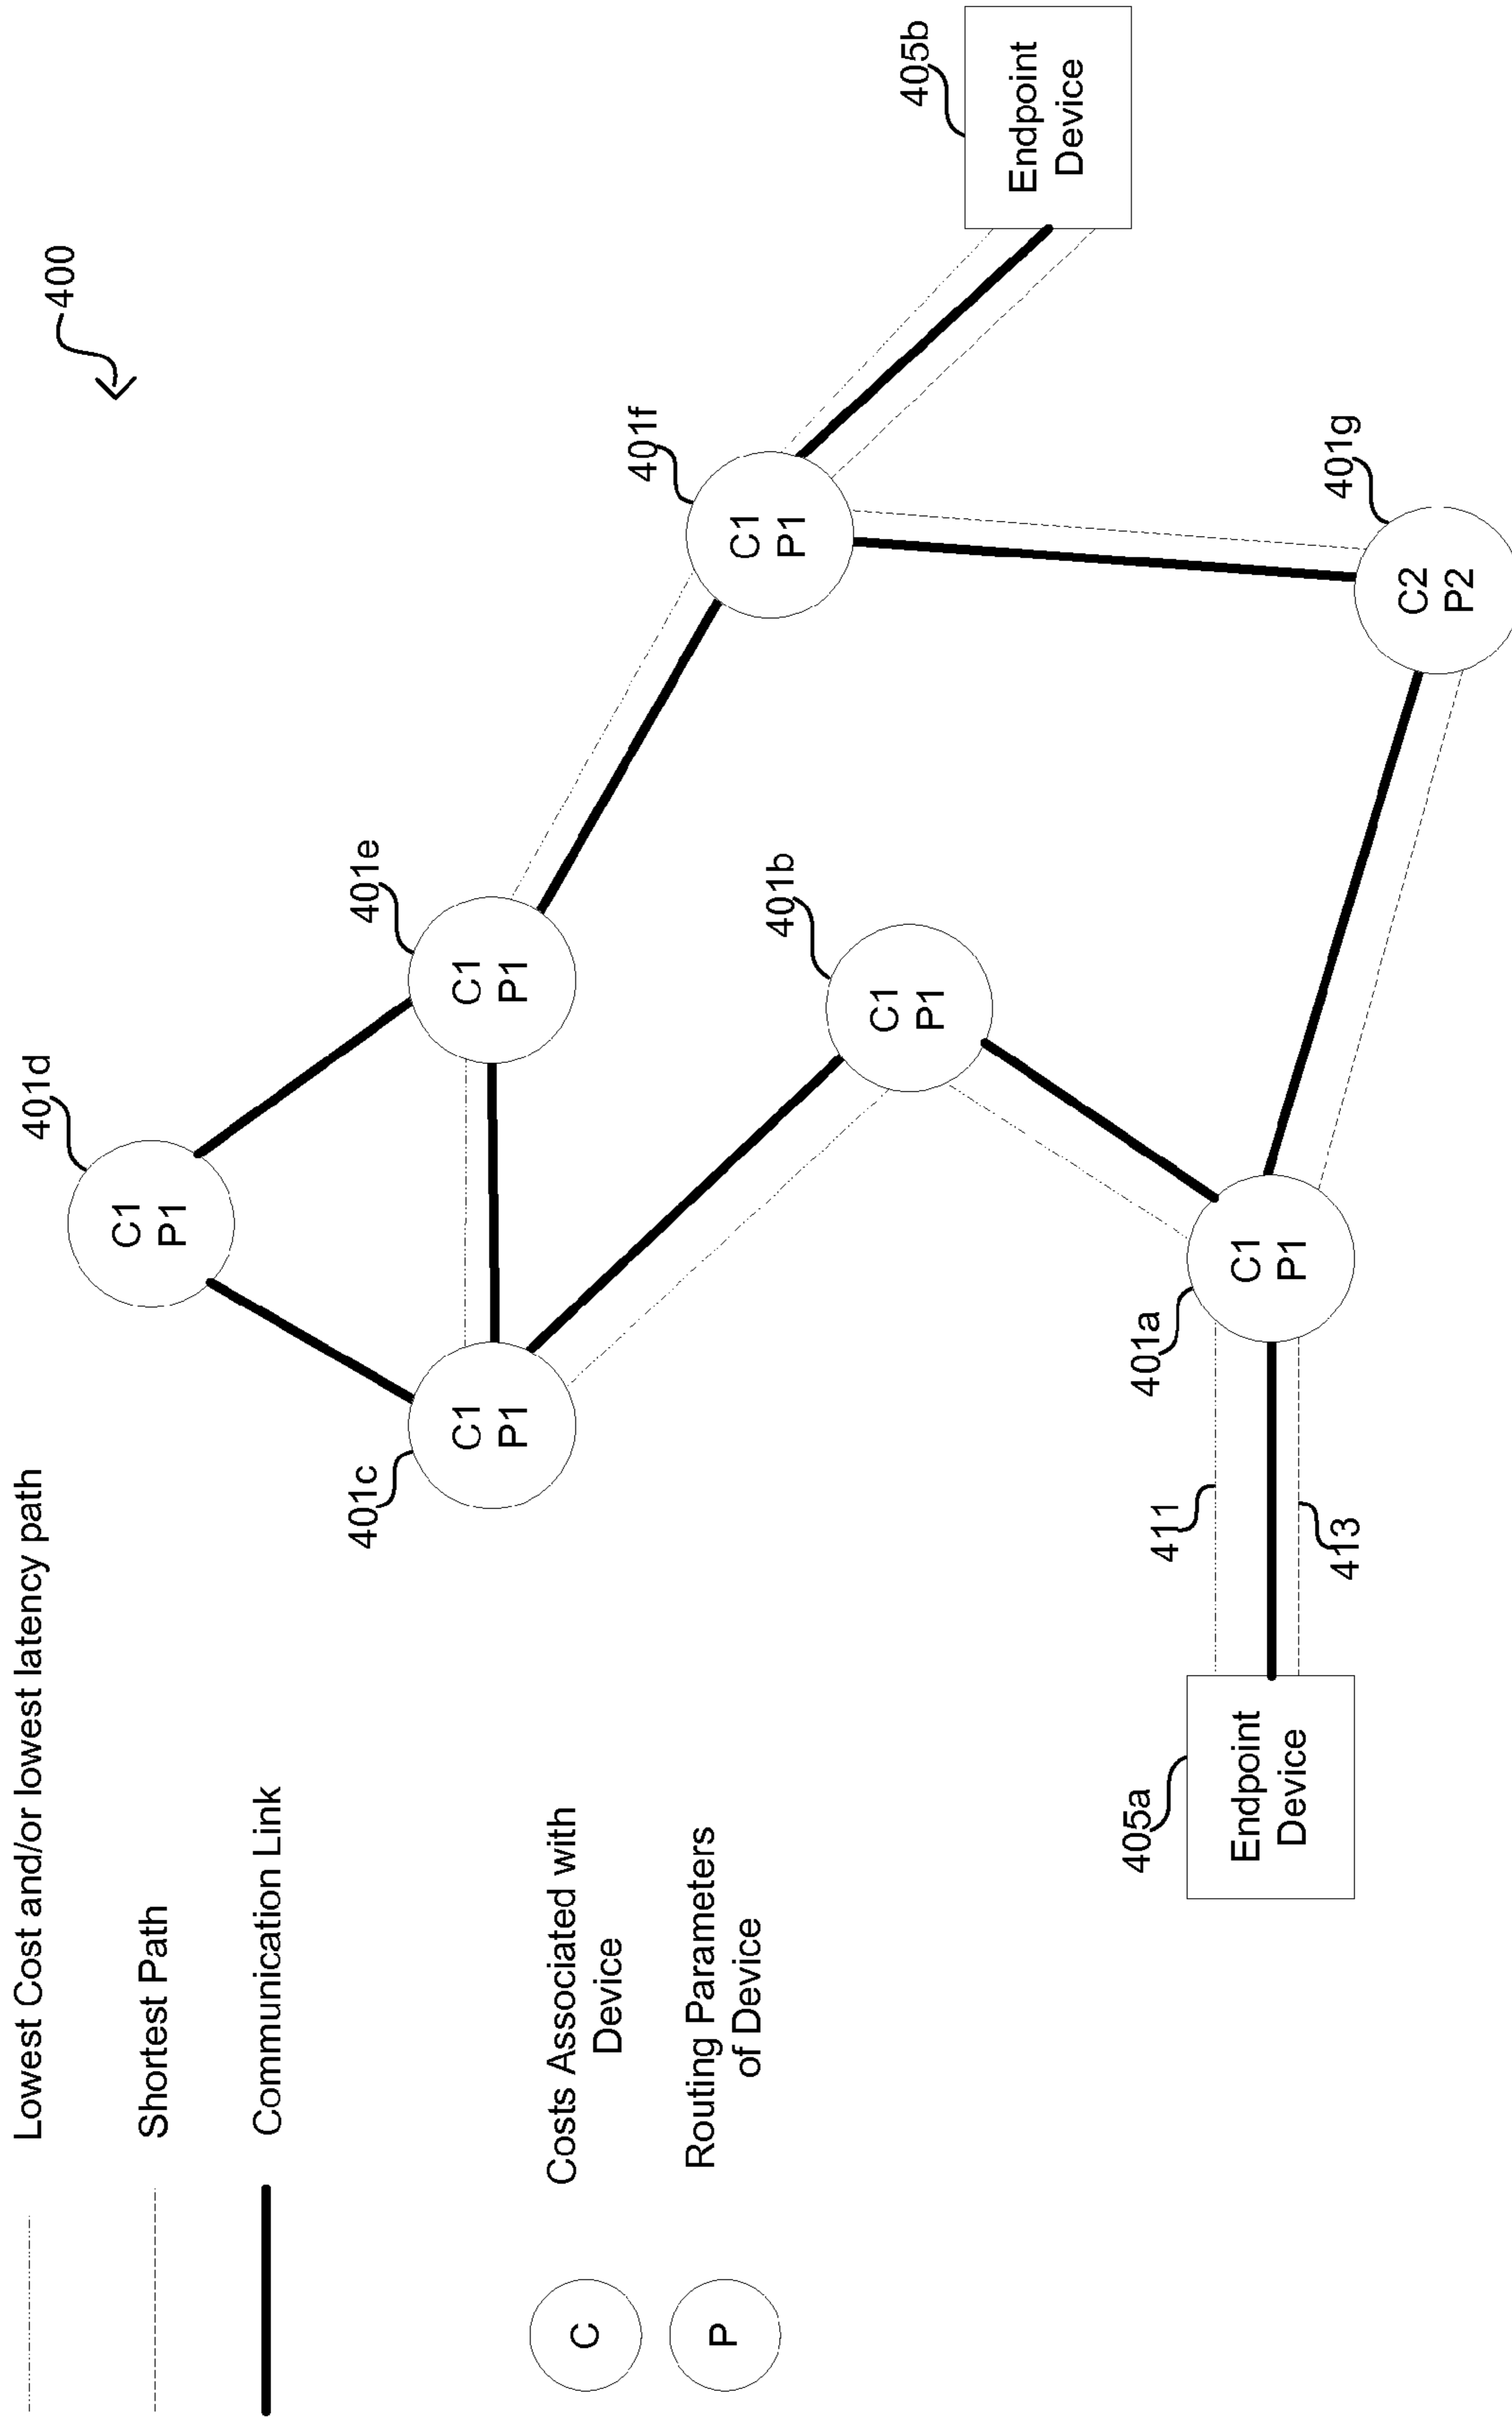 Lowest Cost and/or lowest latency path
Shortest Path
Communication Link
C
Costs Associated with
Device
P
Routing Parameters
of Device
400
401d
C1
P1
401c
C1
P1
401e
C1
P1
401f
C1
P1
401b
C1
P1
405b
Endpoint
Device
405a
Endpoint
Device
411
413
401a
C1
P1
401g
C2
P2